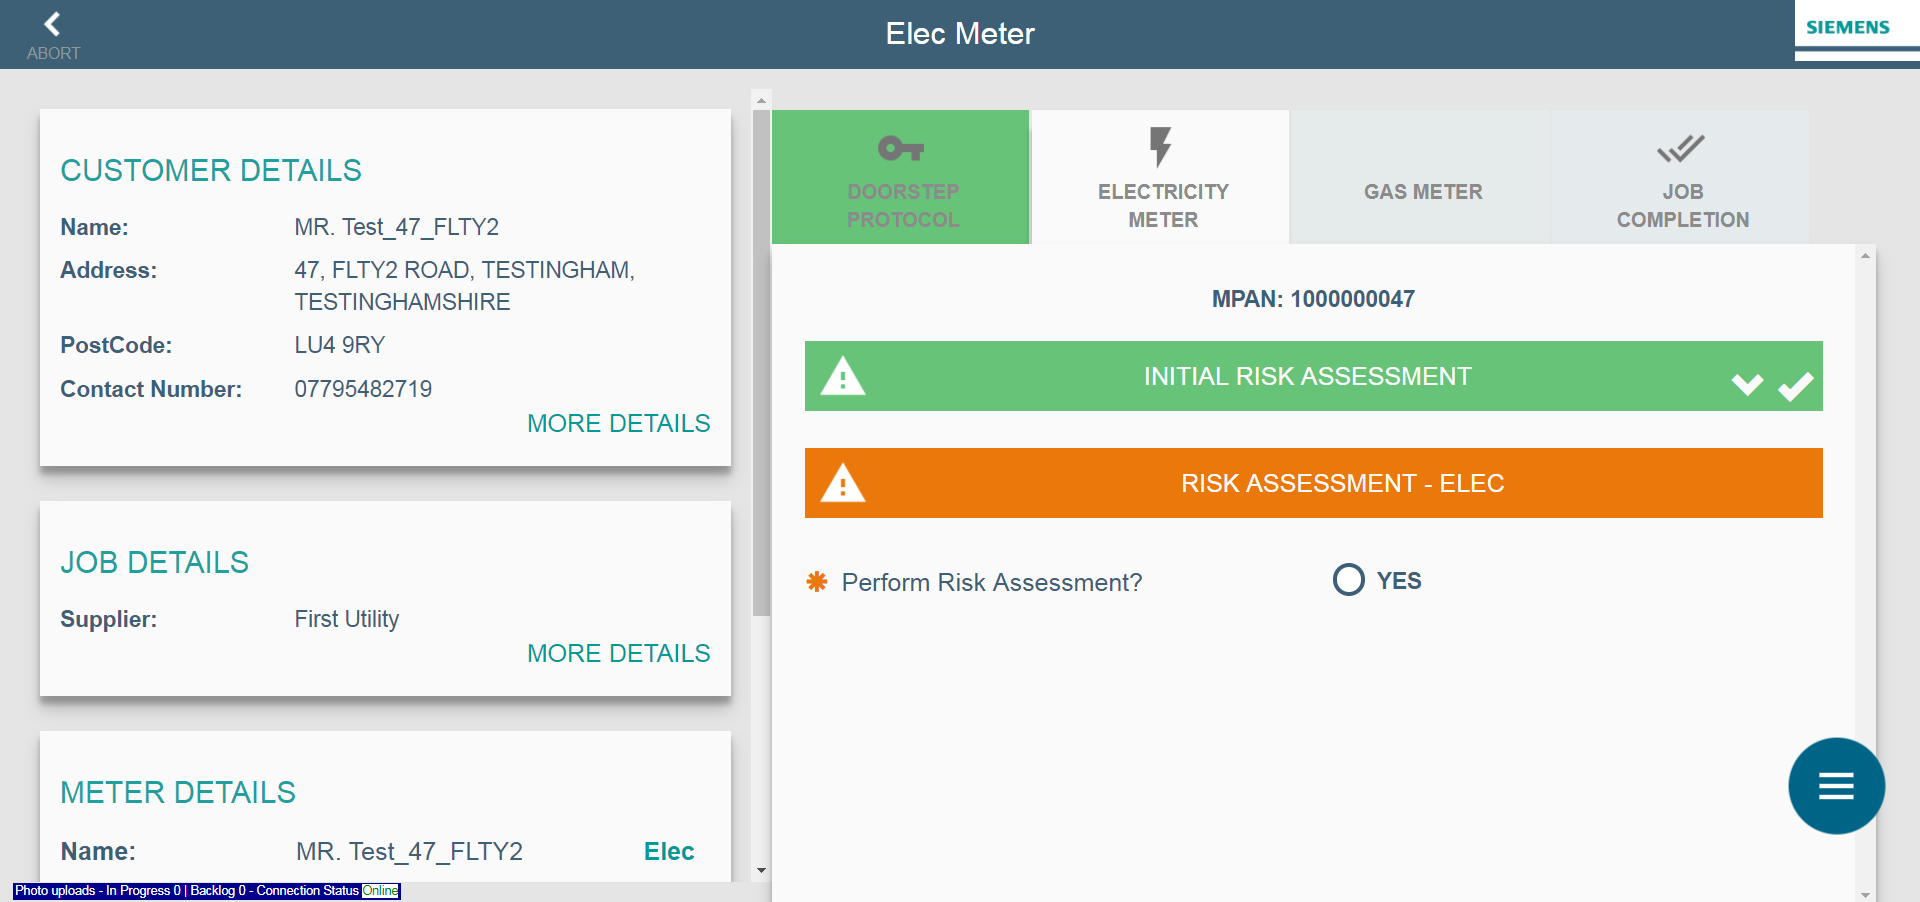 ABORT
Elec Meter
SIEMENS
CUSTOMER DETAILS
Name: MR. Test_47_FLTY2
Address: 47, FLTY2 ROAD, TESTINGHAM,
TESTINGHAMSHIRE
PostCode: LU4 9RY
Contact Number: 07795482719
MORE DETAILS
JOB DETAILS
Supplier: First Utility
MORE DETAILS
METER DETAILS
Name: MR. Test_47_FLTY2 Elec
DOORSTEP
PROTOCOL
ELECTRICITY
METER
GAS METER
JOB
COMPLETION
MPAN: 1000000047
INITIAL RISK ASSESSMENT
RISK ASSESSMENT - ELEC
Perform Risk Assessment? YES
Photo uploads - In Progress 0 | Backlog 0 - Connection Status Online